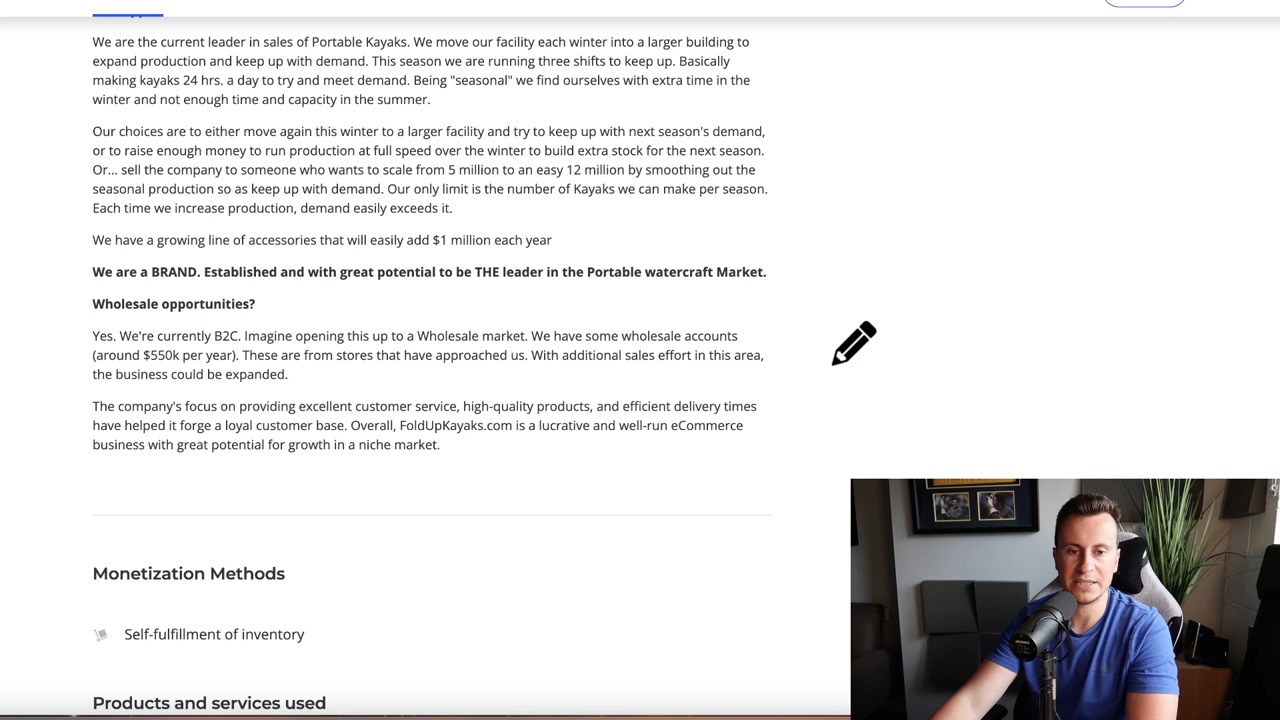 We are the current leader in sales of Portable Kayaks. We move our facility each winter into a larger building to
expand production and keep up with demand. This season we are running three shifts to keep up. Basically
making kayaks 24 hrs. a day to try and meet demand. Being "seasonal" we find ourselves with extra time in the
winter and not enough time and capacity in the summer.
Our choices are to either move again this winter to a larger facility and try to keep up with next season's demand,
or to raise enough money to run production at full speed over the winter to build extra stock for the next season.
Or... sell the company to someone who wants to scale from 5 million to an easy 12 million by smoothing out the
seasonal production so as keep up with demand. Our only limit is the number of Kayaks we can make per season.
Each time we increase production, demand easily exceeds it.
We have a growing line of accessories that will easily add $1 million each year
We are a BRAND. Established and with great potential to be THE leader in the Portable watercraft Market.
Wholesale opportunities?
Yes. We're currently B2C. Imagine opening this up to a Wholesale market. We have some wholesale accounts
(around $550k per year). These are from stores that have approached us. With additional sales effort in this area,
the business could be expanded.
The company's focus on providing excellent customer service, high-quality products, and efficient delivery times
have helped it forge a loyal customer base. Overall, FoldUpKayaks.com is a lucrative and well-run eCommerce
business with great potential for growth in a niche market.
Monetization Methods
Self-fulfillment of inventory
Products and services used